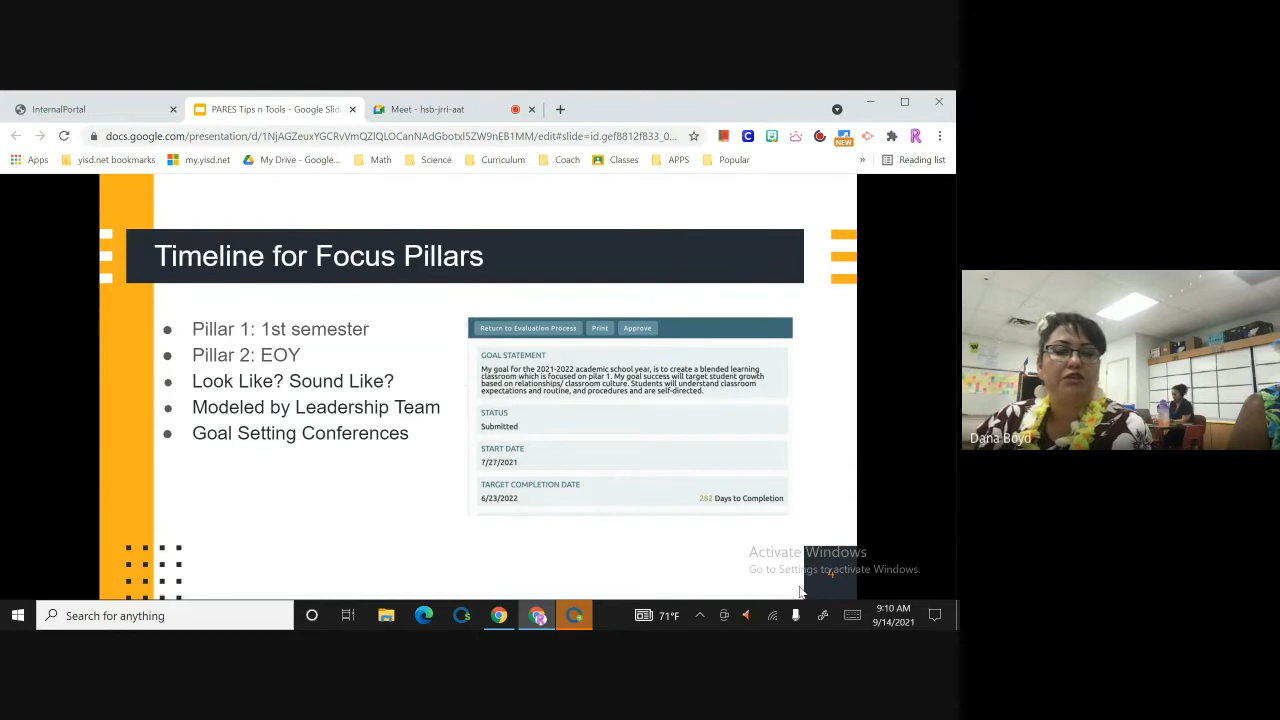 InternalPortal
PARES Tips n Tools - Google Slid
Meet - hsb-jrri-aat
docs.google.com/presentation/d/1NjAGZeuxYGCRvVmQZlQLOCanNAdGbotxl5ZW9nEB1MM/edit#slide=id.gef8812f833_0...
NEW
Apps
yisd.net bookmarks
my.yisd.net
My Drive - Google...
Math
Science
Curriculum
Coach
Classes
APPS
Popular
»
Reading list
Timeline for Focus Pillars
● Pillar 1: 1st semester
● Pillar 2: EOY
● Look Like? Sound Like?
● Modeled by Leadership Team
● Goal Setting Conferences
Return to Evaluation Process
Print
Approve
GOAL STATEMENT
My goal for the 2021-2022 academic school year, is to create a blended learning
classroom which is focused on pilar 1. My goal success will target student growth
based on relationships/ classroom culture. Students will understand classroom
expectations and routine, and procedures and are self-directed.
STATUS
Submitted
START DATE
7/27/2021
TARGET COMPLETION DATE
6/23/2022
282 Days to Completion
Activate Windows
Go to Settings to activate Windows.
4
Dana Boyd
Search for anything
71°F
9:10 AM
9/14/2021